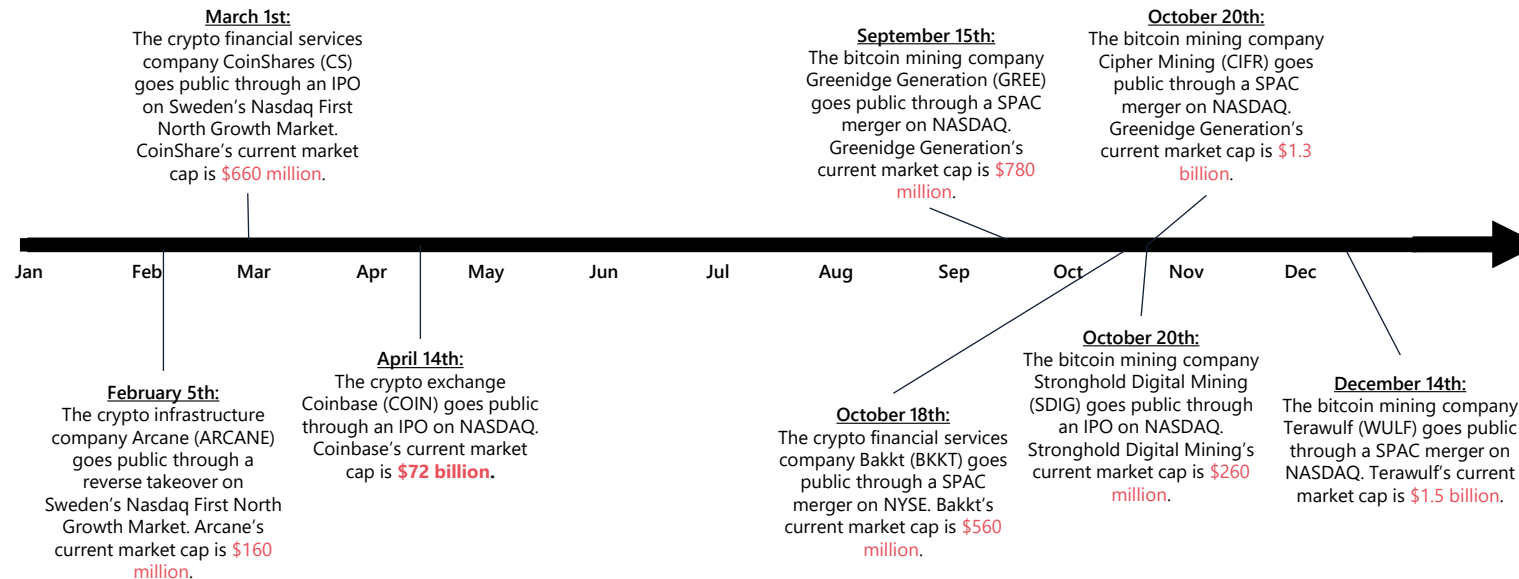 March 1st:
The crypto financial services
company CoinShares (CS)
goes public through an IPO
on Sweden's Nasdaq First
North Growth Market.
CoinShare's current market
cap is $660 million.
September 15th:
The bitcoin mining company
Greenidge Generation (GREE)
goes public through a SPAC
merger on NASDAQ.
Greenidge Generation's
current market cap is $780
million.
October 20th:
The bitcoin mining company
Cipher Mining (CIFR) goes
public through a SPAC
merger on NASDAQ.
Greenidge Generation's
current market cap is $1.3
billion.
Jan Feb Mar Apr May Jun Jul Aug Sep Oct Nov Dec
February 5th:
The crypto infrastructure
company Arcane (ARCANE)
goes public through a
reverse takeover on
Sweden's Nasdaq First North
Growth Market. Arcane's
current market cap is $160
million.
April 14th:
The crypto exchange
Coinbase (COIN) goes public
through an IPO on NASDAQ.
Coinbase's current market
cap is $72 billion.
October 18th:
The crypto financial services
company Bakkt (BKKT) goes
public through a SPAC
merger on NYSE. Bakkt's
current market cap is $560
million.
October 20th:
The bitcoin mining company
Stronghold Digital Mining
(SDIG) goes public through
an IPO on NASDAQ.
Stronghold Digital Mining's
current market cap is $260
million.
December 14th:
The bitcoin mining company
Terawulf (WULF) goes public
through a SPAC merger on
NASDAQ. Terawulf's current
market cap is $1.5 billion.